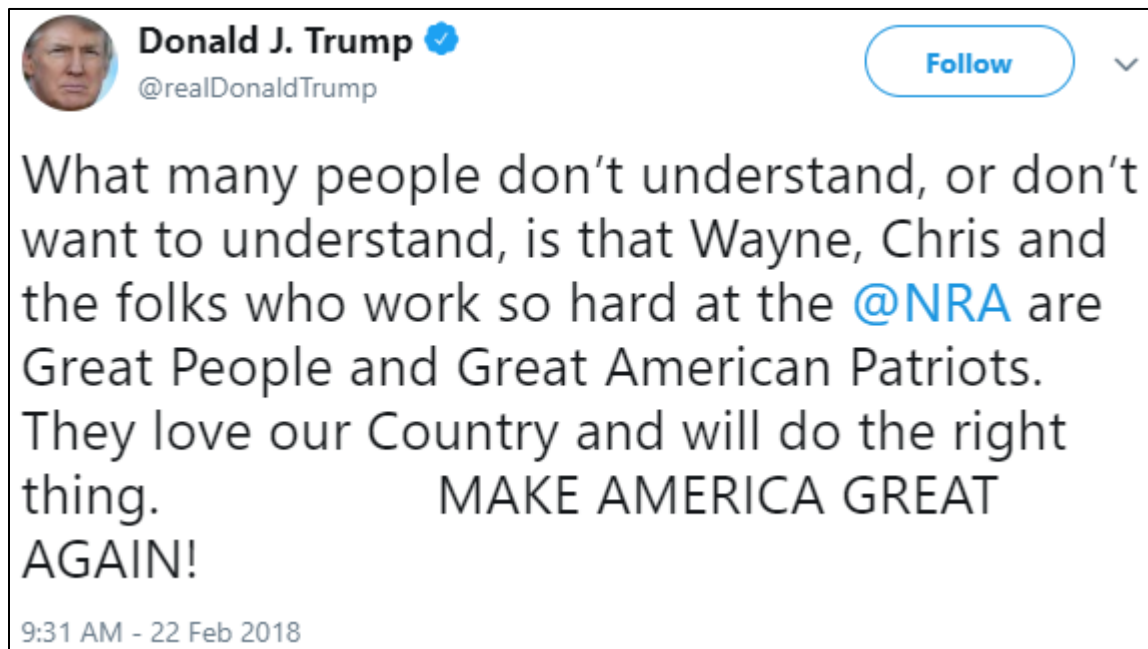 Donald J. Trump
@realDonaldTrump
Follow
What many people don’t understand, or don’t
want to understand, is that Wayne, Chris and
the folks who work so hard at the @NRA are
Great People and Great American Patriots.
They love our Country and will do the right
thing. MAKE AMERICA GREAT
AGAIN!
9:31 AM - 22 Feb 2018